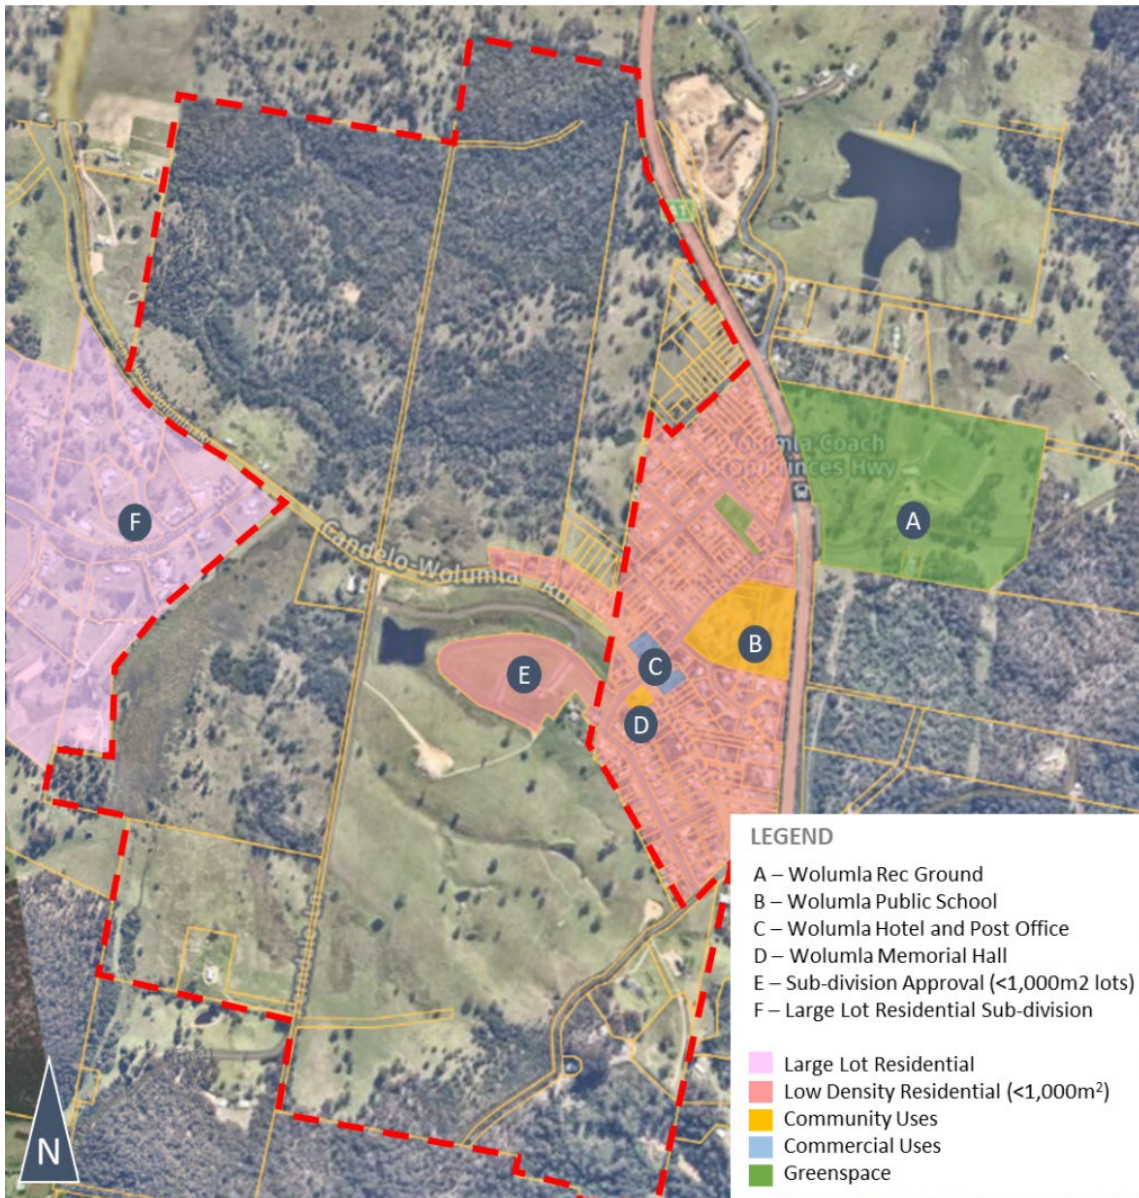 Wolumla Coach
Princes Hwy
A
F
Candelo-Wolumla Rd
B
C
E
D
LEGEND
A – Wolumla Rec Ground
B – Wolumla Public School
C – Wolumla Hotel and Post Office
D – Wolumla Memorial Hall
E – Sub-division Approval (<1,000m2 lots)
F – Large Lot Residential Sub-division
Large Lot Residential
Low Density Residential (<1,000m²)
Community Uses
Commercial Uses
Greenspace
N